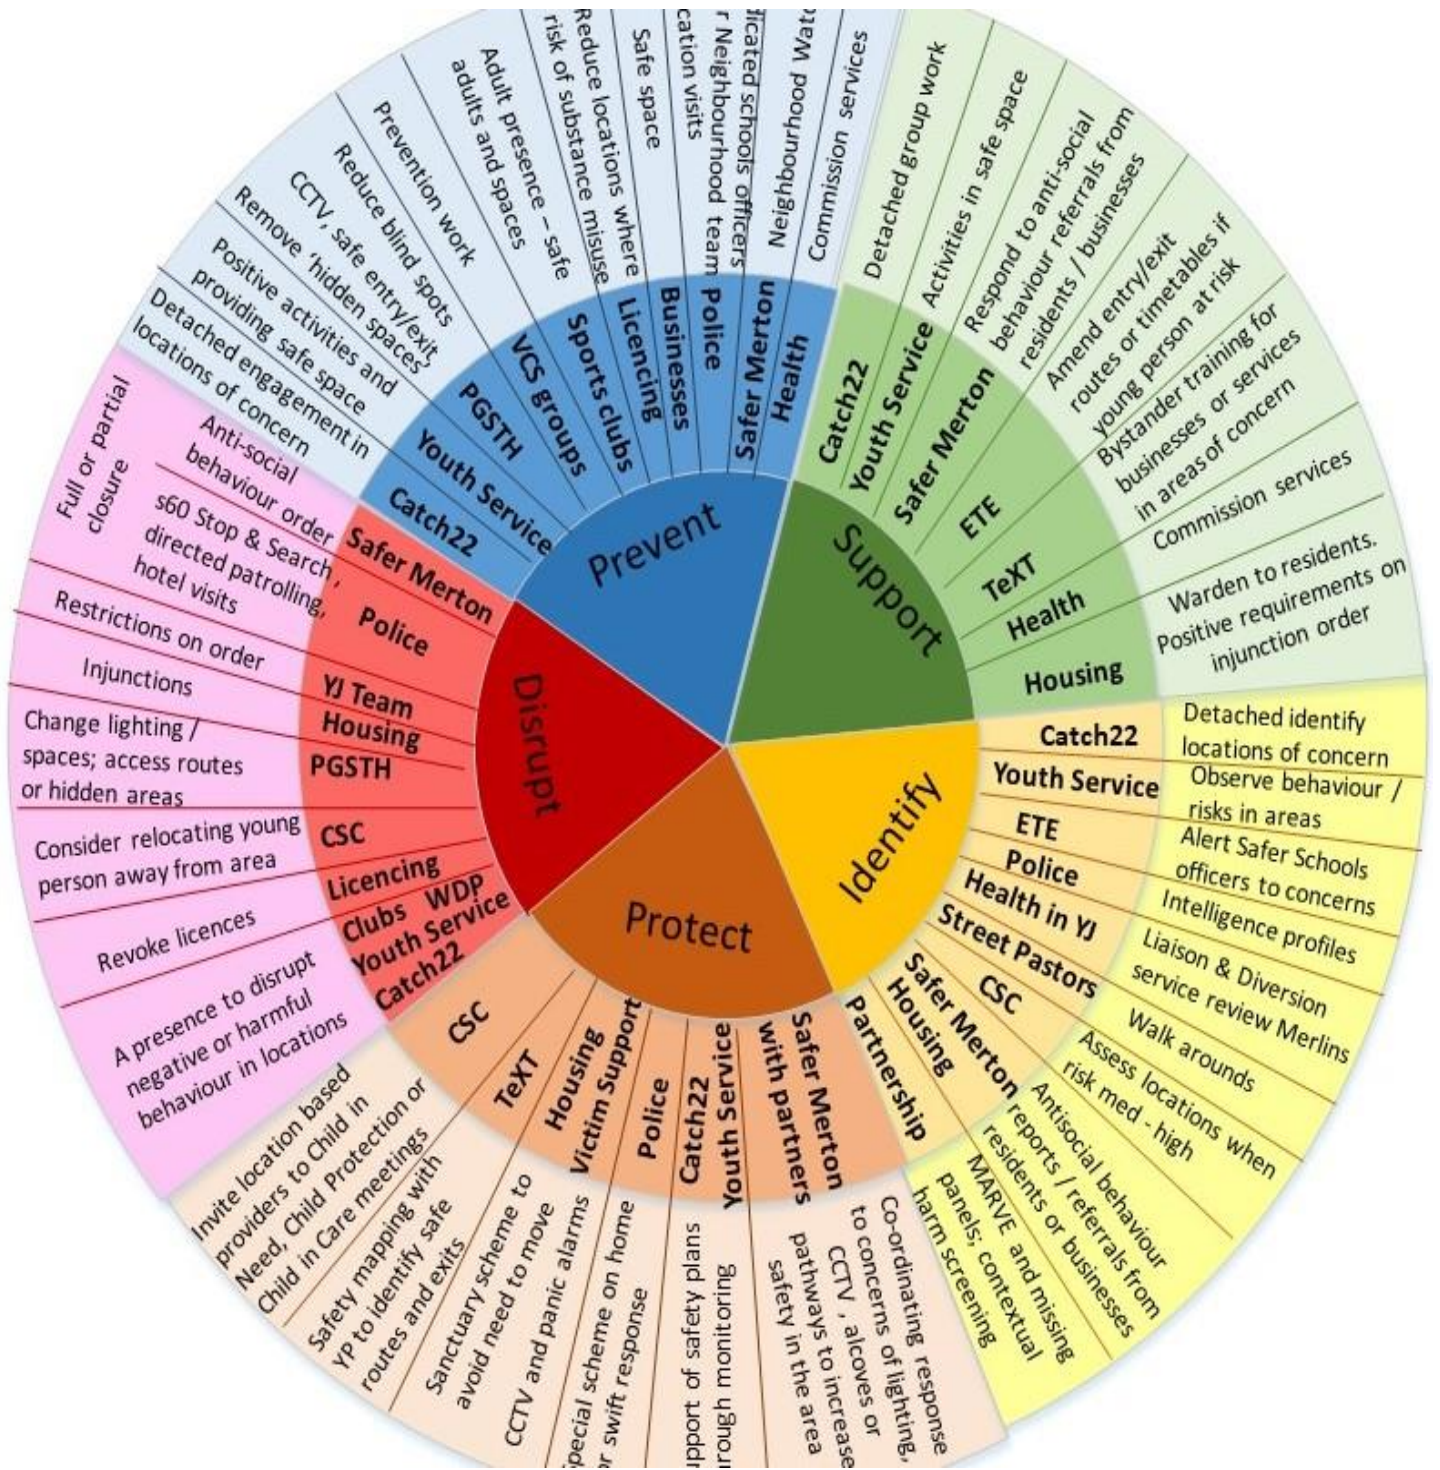 Prevent
Catch22
Detached engagement in
locations of concern
Youth Service
Positive activities and
providing safe space
PGSTH
Remove ‘hidden spaces’
CCTV, safe entry/exit
Reduce blind spots
VCS groups
Prevention work
Sports clubs
Adult presence – safe
adults and spaces
Licencing
Reduce locations where
risk of substance misuse
Businesses
Safe space
Police
schools officers
Neighbourhood team
visits
Safer Merton
Neighbourhood
Health
Commission services
Support
Catch22
Detached group work
Youth Service
Activities in safe space
Safer Merton
Respond to anti-social
behaviour referrals from
residents / businesses
ETE
Amend entry/exit
routes or timetables if
young person at risk
TeXT
Bystander training for
businesses or services
in areas of concern
Health
Commission services
Housing
Warden to residents.
Positive requirements on
injunction order
Identify
Catch22
Detached identify
locations of concern
Youth Service
Observe behaviour /
risks in areas
ETE
Alert Safer Schools
officers to concerns
Police
Intelligence profiles
Health in YJ
Liaison & Diversion
service review Merlins
Street Pastors
Walk arounds
CSC
Assess locations when
risk med - high
Safer Merton
Housing
Antisocial behaviour
reports / referrals from
residents or businesses
Partnership
MARVE and missing
panels; contextual
harm screening
Protect
Safer Merton
with partners
Co-ordinating response
to concerns of lighting,
CCTV , alcoves or
pathways to increase
safety in the area
Youth Service
Catch22
of safety plans
monitoring
Police
scheme on home
swift response
Victim Support
CCTV and panic alarms
Housing
Sanctuary scheme to
avoid need to move
TeXT
Safety mapping with
YP to identify safe
routes and exits
CSC
Invite location based
providers to Child in
Need, Child Protection or
Child in Care meetings
Disrupt
Safer Merton
Anti-social
behaviour order
Full or partial
closure
Police
s60 Stop & Search,
directed patrolling,
hotel visits
YJ Team
Restrictions on order
Housing
Injunctions
PGSTH
Change lighting /
spaces; access routes
or hidden areas
CSC
Consider relocating young
person away from area
Licencing
Revoke licences
Clubs WDP
Youth Service
Catch22
A presence to disrupt
negative or harmful
behaviour in locations